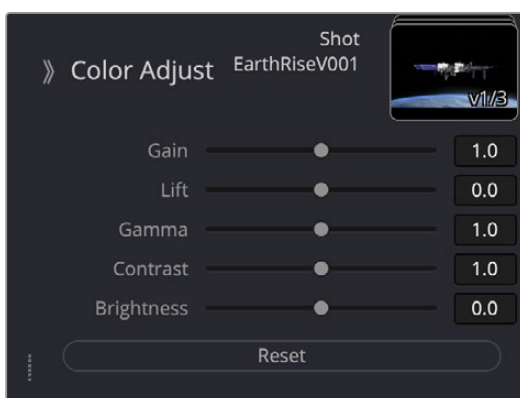 Shot
Color Adjust EarthRiseV001
v1/3
Gain 1.0
Lift 0.0
Gamma 1.0
Contrast 1.0
Brightness 0.0
Reset